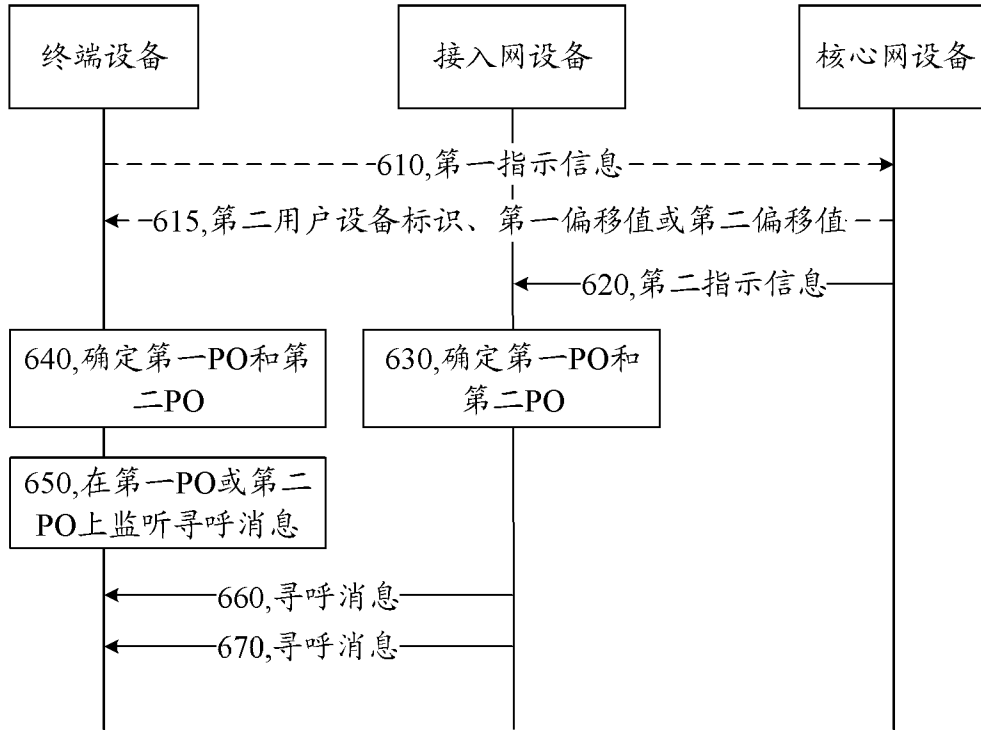 终端设备
接入网设备
核心网设备
610,第一指示信息
615,第二用户设备标识、第一偏移值或第二偏移值
620,第二指示信息
640,确定第一PO和第
二PO
630,确定第一PO和
第二PO
650,在第一PO或第二
PO上监听寻呼消息
660,寻呼消息
670,寻呼消息